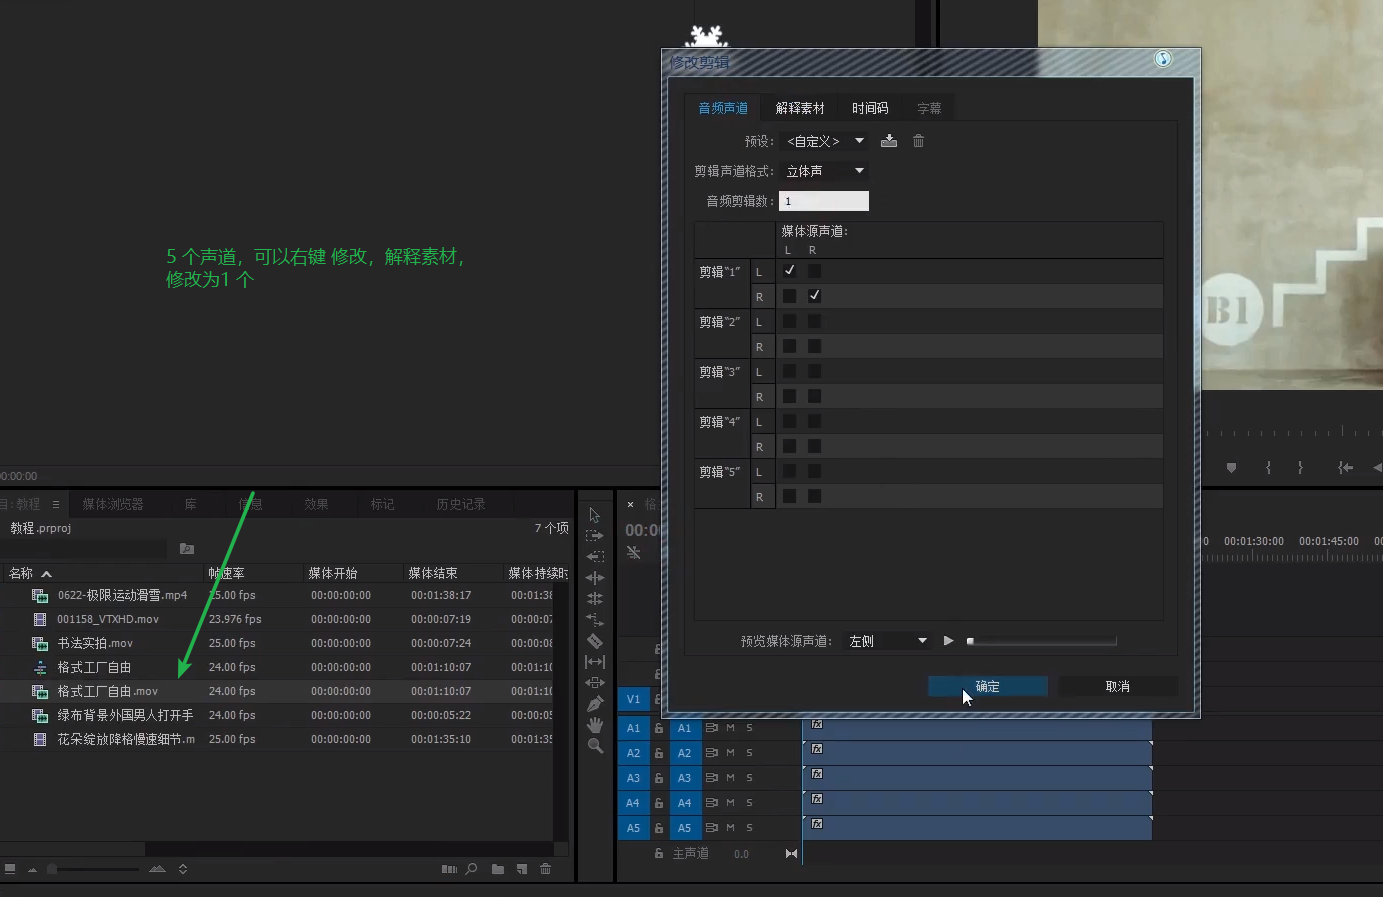 修改剪辑
音频声道 解释素材 时间码 字幕
预设: <自定义>
剪辑声道格式: 立体声
音频剪辑数: 1
媒体源声道:
L R
剪辑"1" L
R
剪辑"2" L
R
剪辑"3" L
R
剪辑"4" L
R
剪辑"5" L
R
预览媒体源声道: 左侧
确定 取消
5 个声道，可以右键 修改，解释素材，
修改为1 个
B1
0:00:00
目: 教程 媒体浏览器 库 信息 效果 标记 历史记录
教程.prproj 7 个项
名称 帧速率 媒体开始 媒体结束 媒体持续时
0622-极限运动滑雪.mp4 25.00 fps 00:00:00:00 00:01:38:17 00:01:38
001158_VTXHD.mov 23.976 fps 00:00:00:00 00:00:07:19 00:00:07
书法实拍.mov 25.00 fps 00:00:00:00 00:00:07:24 00:00:08
格式工厂自由 24.00 fps 00:00:00:00 00:01:10:07 00:01:10
格式工厂自由.mov 24.00 fps 00:00:00:00 00:01:10:07 00:01:10
绿布背景外国男人打开手 24.00 fps 00:00:00:00 00:00:05:22 00:00:05
花朵绽放降格慢速细节.m 25.00 fps 00:00:00:00 00:01:35:10 00:01:35
× 格
00:00
0 00:01:30:00 00:01:45:00 00
V1
A1 A1 M S fx
A2 A2 M S fx
A3 A3 M S fx
A4 A4 M S fx
A5 A5 M S fx
主声道 0.0